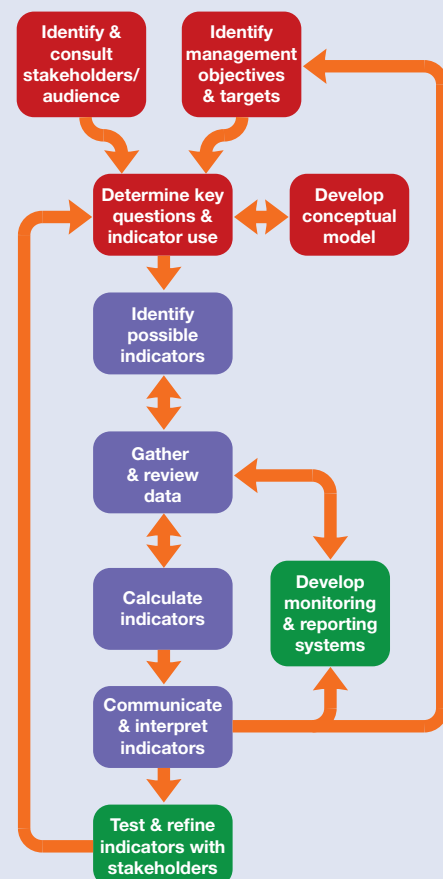 Identify &
consult
stakeholders/
audience
Identify
management
objectives
& targets
Determine key
questions &
indicator use
Develop
conceptual
model
Identify
possible
indicators
Gather
& review
data
Calculate
indicators
Develop
monitoring
& reporting
systems
Communicate
& interpret
indicators
Test & refine
indicators with
stakeholders